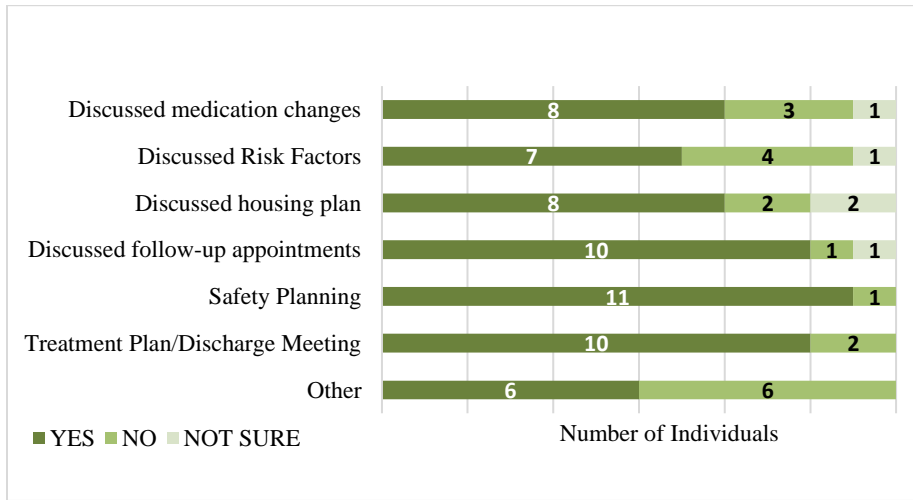 Discussed medication changes 8 3 1
Discussed Risk Factors 7 4 1
Discussed housing plan 8 2 2
Discussed follow-up appointments 10 1 1
Safety Planning 11 1
Treatment Plan/Discharge Meeting 10 2
Other 6 6
YES NO NOT SURE Number of Individuals